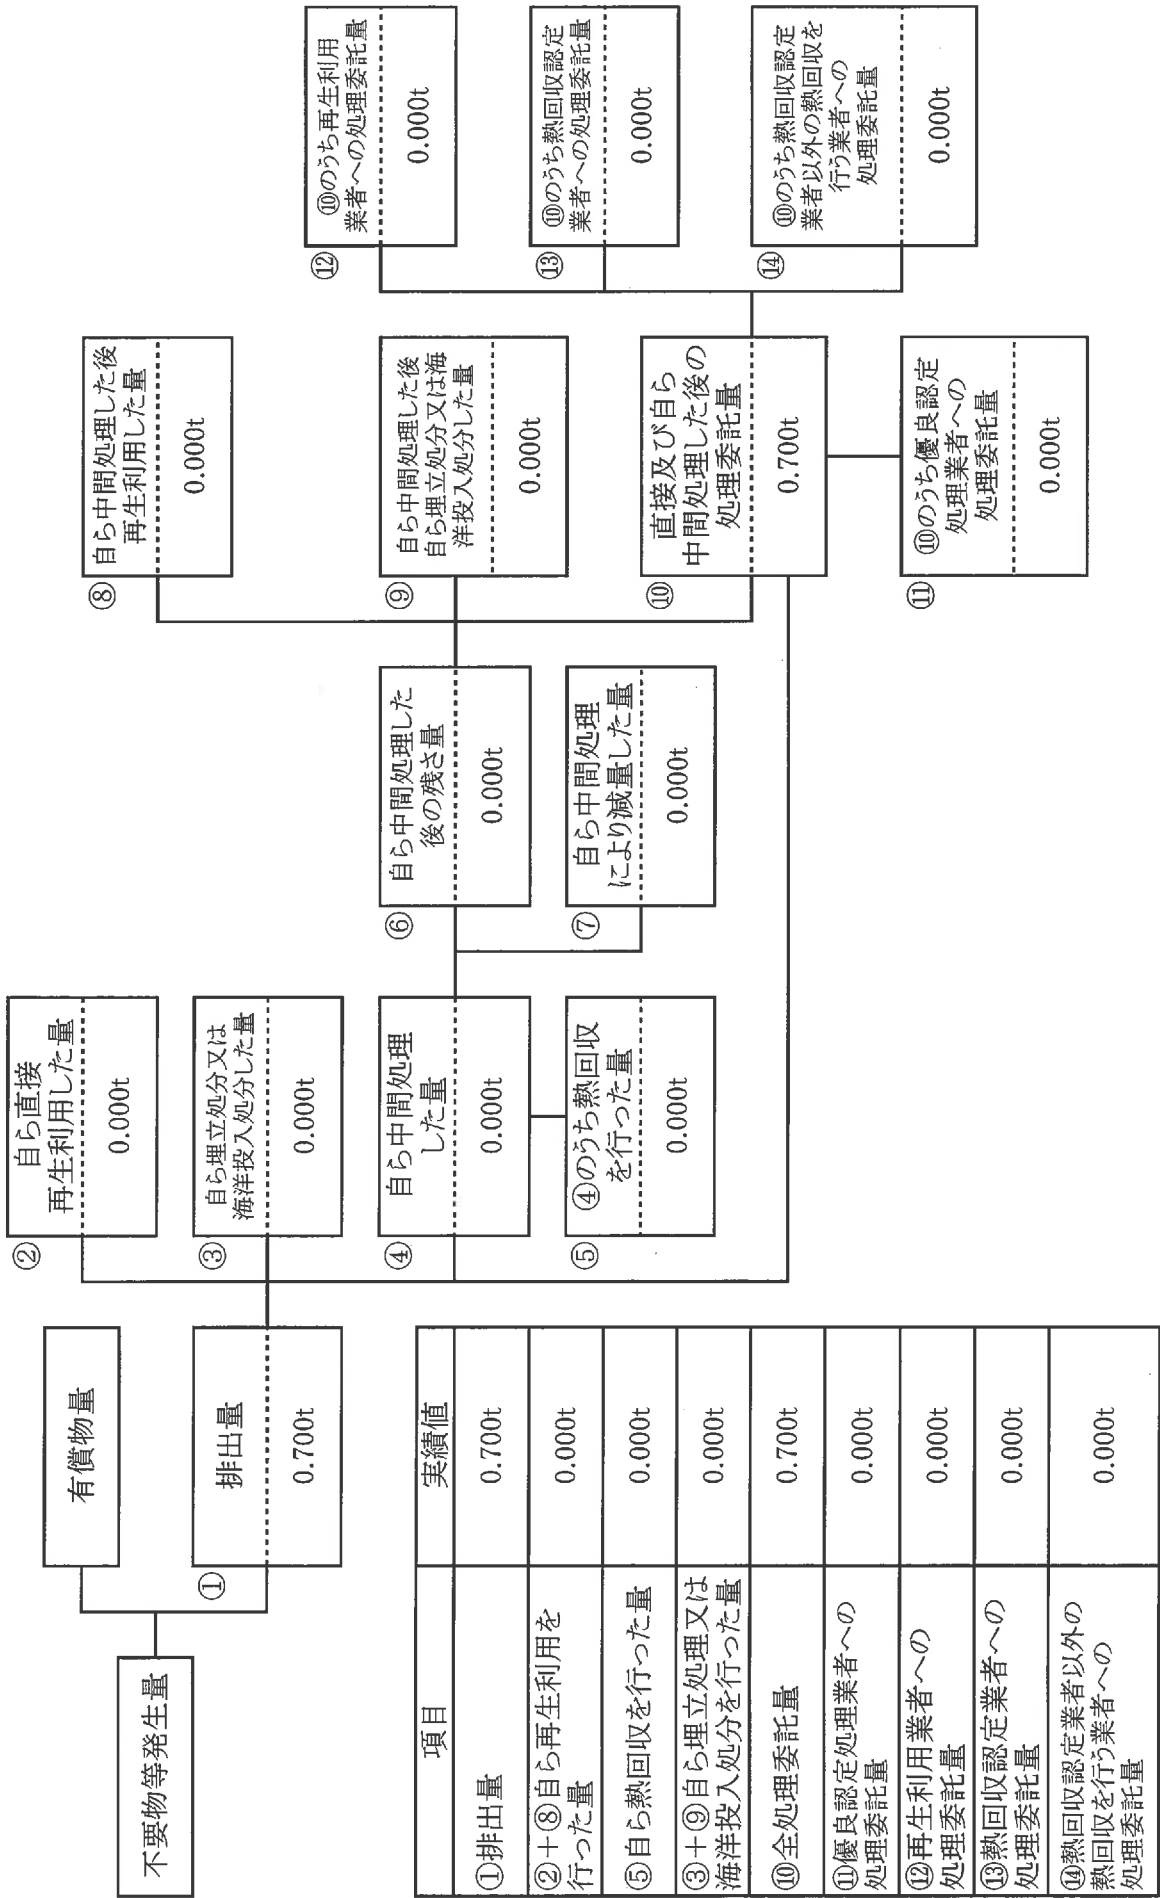 不要物等発生量
有償物量
①
排出量
0.700t
②
自ら直接
再生利用した量
0.000t
③
自ら埋立処分又は
海洋投入処分した量
0.000t
④
自ら中間処理
した量
0.000t
⑤
④のうち熱回収
を行った量
0.000t
⑥
自ら中間処理した
後の残さ量
0.000t
⑦
自ら中間処理
により減量した量
0.000t
⑧
自ら中間処理した後
再生利用した量
0.000t
⑨
自ら中間処理した後
自ら埋立処分又は海
洋投入処分した量
0.000t
⑩
直接及び自ら
中間処理した後の
処理委託量
0.700t
⑪
⑩のうち優良認定
処理業者への
処理委託量
0.000t
⑫
⑩のうち再生利用
業者への処理委託量
0.000t
⑬
⑩のうち熱回収認定
業者への処理委託量
0.000t
⑭
⑩のうち熱回収認定
業者以外の熱回収を
行う業者への
処理委託量
0.000t
項目 実績値
①排出量 0.700t
②+⑧自ら再生利用を
行った量 0.000t
⑤自ら熱回収を行った量 0.000t
③+⑨自ら埋立処理又は
海洋投入処分を行った量 0.000t
⑩全処理委託量 0.700t
⑪優良認定処理業者への
処理委託量 0.000t
⑫再生利用業者への
処理委託量 0.000t
⑬熱回収認定業者への
処理委託量 0.000t
⑭熱回収認定業者以外の
熱回収を行う業者への
処理委託量 0.000t